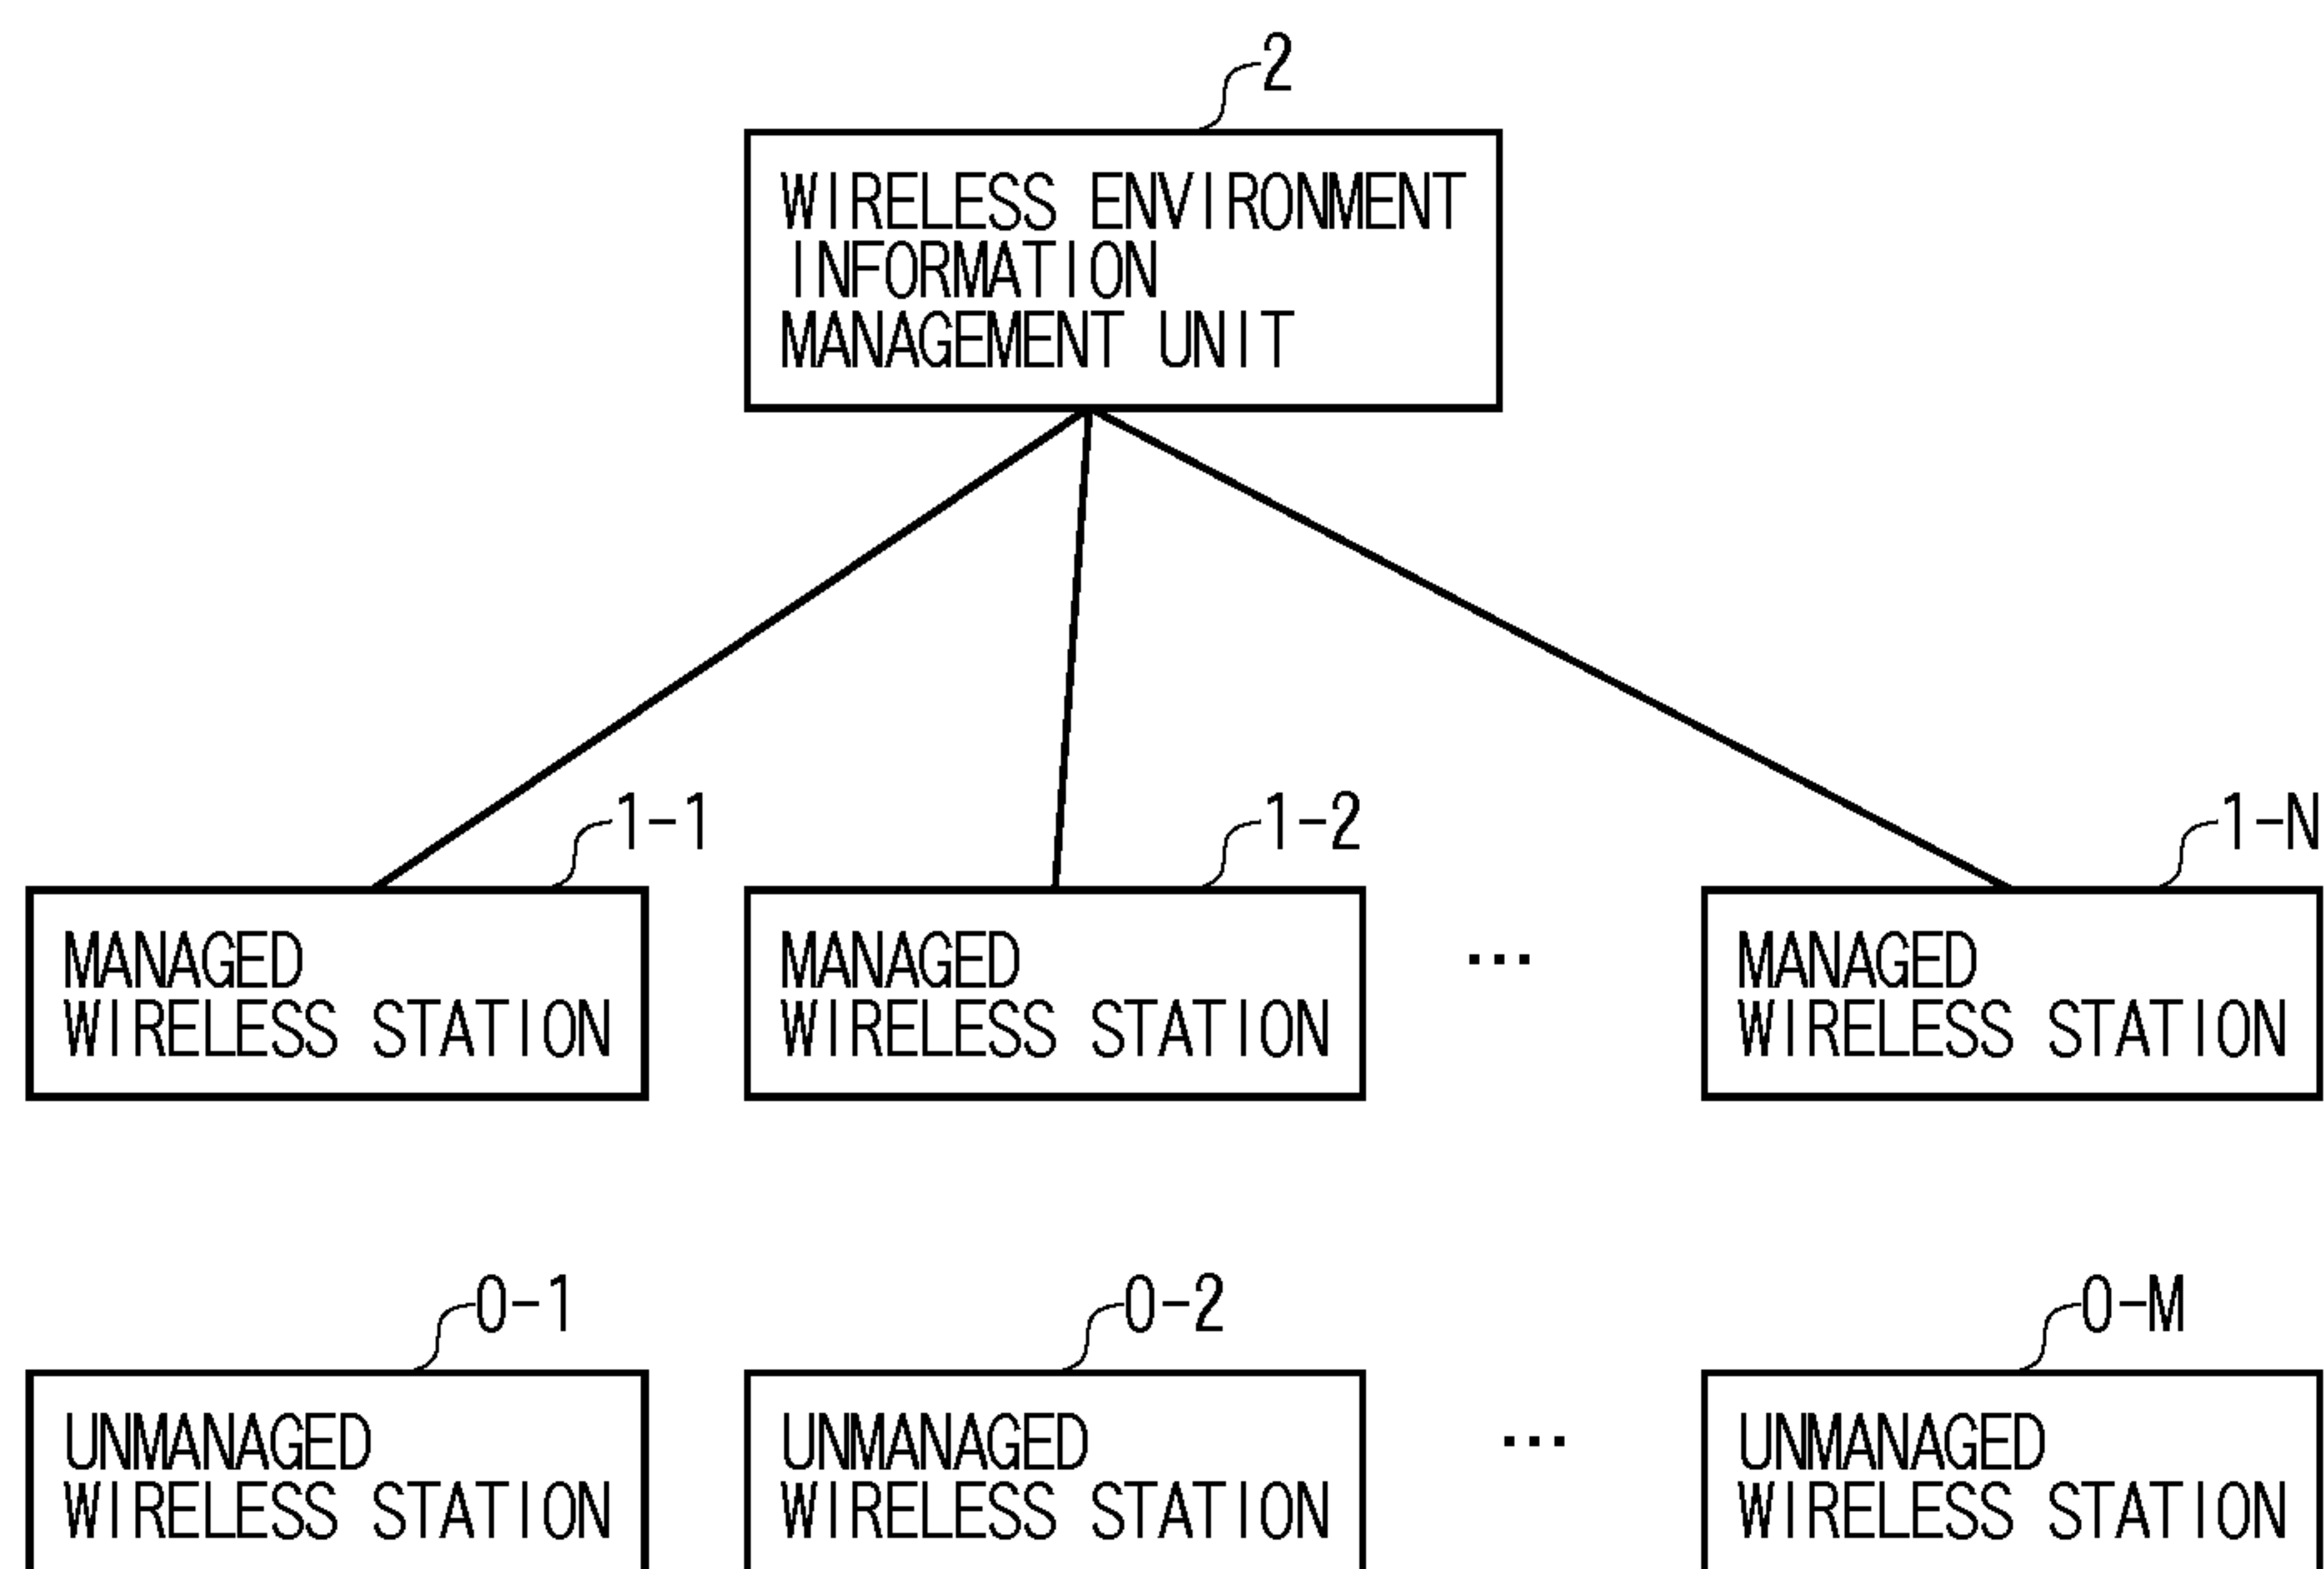 2
WIRELESS ENVIRONMENT
INFORMATION
MANAGEMENT UNIT
1-1
1-2
1-N
MANAGED
WIRELESS STATION
MANAGED
WIRELESS STATION
...
MANAGED
WIRELESS STATION
0-1
0-2
0-M
UNMANAGED
WIRELESS STATION
UNMANAGED
WIRELESS STATION
...
UNMANAGED
WIRELESS STATION